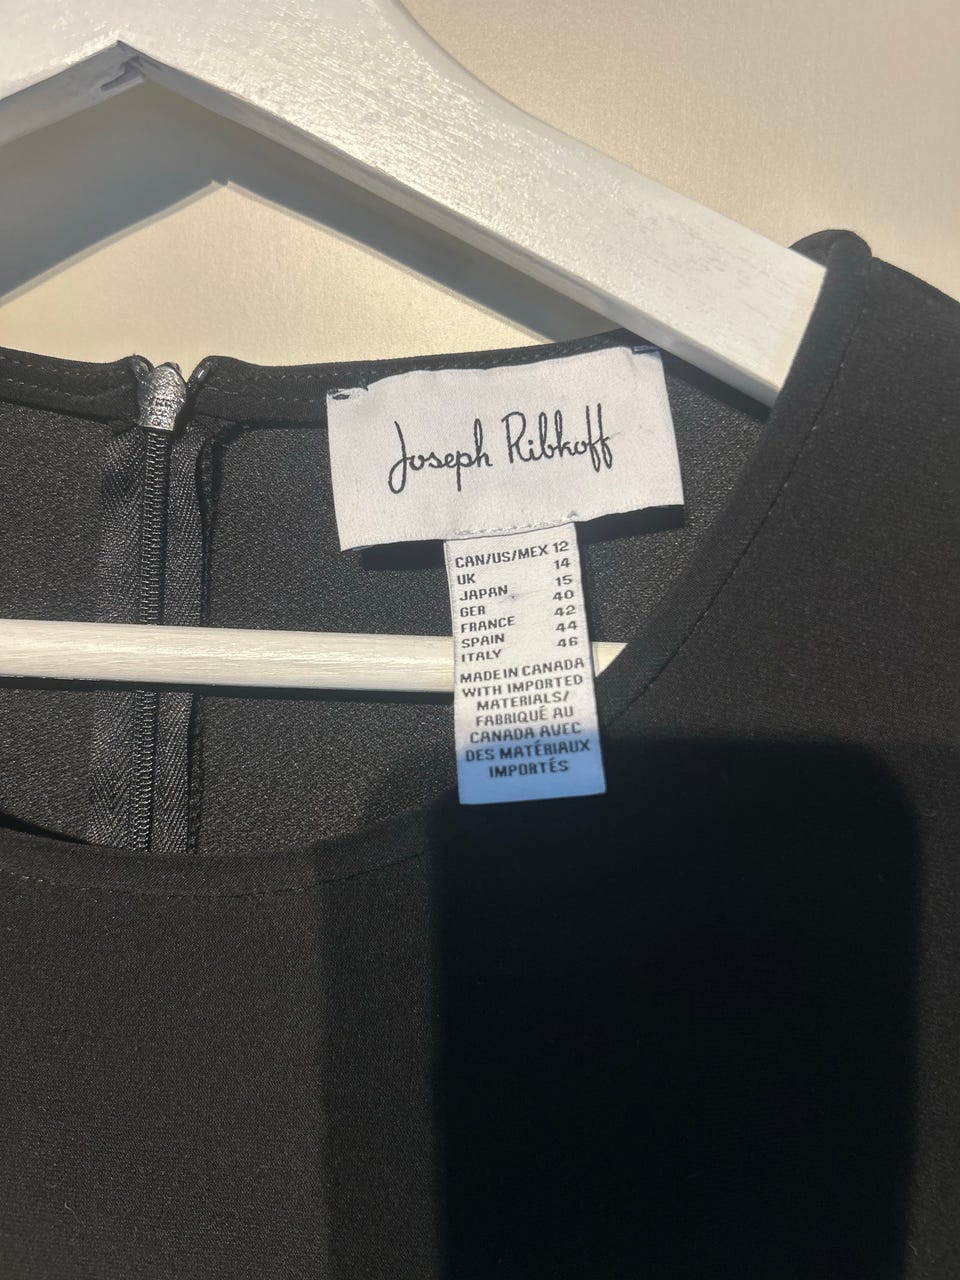 Joseph Ribkoff
CAN/US/MEX 12
UK 14
JAPAN 15
GER 40
FRANCE 42
SPAIN 44
ITALY 46
MADE IN CANADA
WITH IMPORTED
MATERIALS/
FABRIQUÉ AU
CANADA AVEC
DES MATÉRIAUX
IMPORTÉS